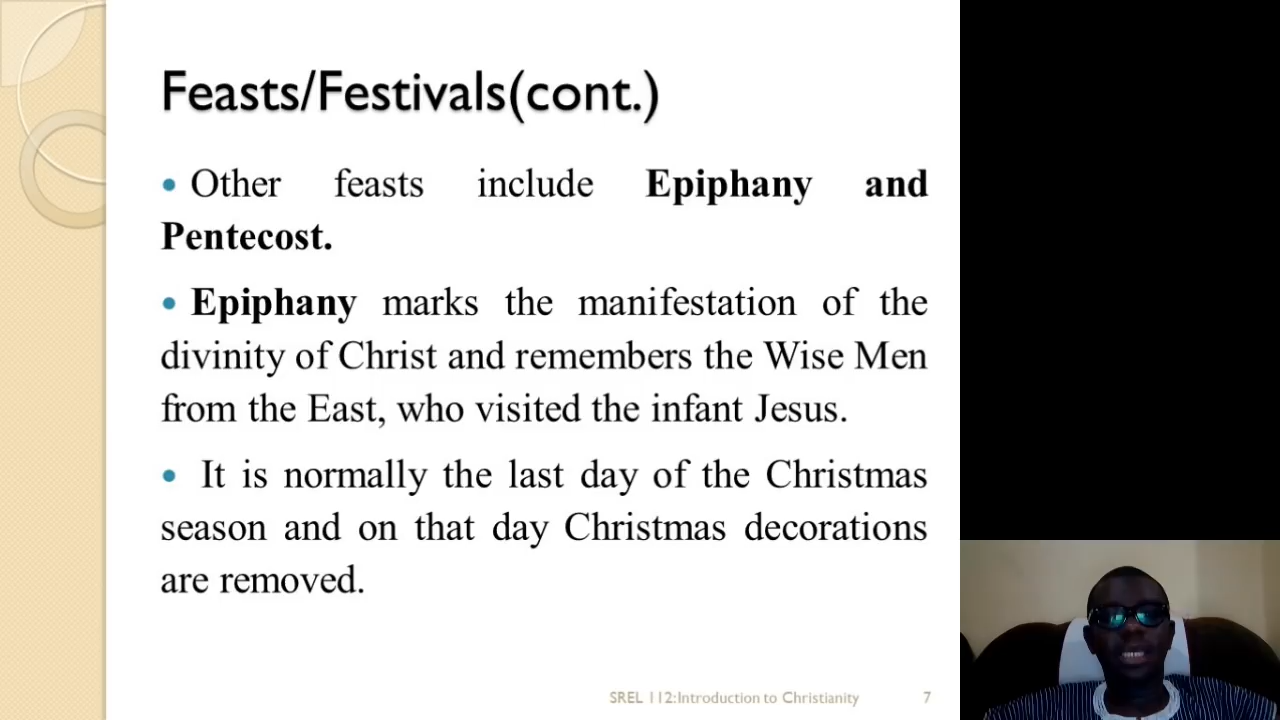 Feasts/Festivals(cont.)
• Other feasts include Epiphany and
Pentecost.
• Epiphany marks the manifestation of the
divinity of Christ and remembers the Wise Men
from the East, who visited the infant Jesus.
• It is normally the last day of the Christmas
season and on that day Christmas decorations
are removed.
SREL 112:Introduction to Christianity 7